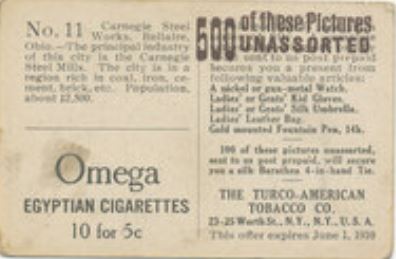 No. 11 Carnegie Steel
Works, Bellaire,
Ohio.—The principal industry
of this city is the Carnegie
Steel Mills. The city is in a
region rich in coal, iron, ce-
ment, brick, etc. Population,
about 12,500.
Omega
EGYPTIAN CIGARETTES
10 for 5c
500 of these Pictures
UNASSORTED
sent to us post prepaid
secures you a present from
following valuable articles:
A nickel or gun-metal Watch.
Ladies' or Gents' Kid Gloves.
Ladies' or Gents' Silk Umbrella.
Ladies' Leather Bag.
Gold mounted Fountain Pen, 14k.
100 of these pictures unassorted,
sent to us post prepaid, will secure
you a silk Barathea 4-in-hand Tie.
THE TURCO-AMERICAN
TOBACCO CO.
23-25 Worth St., N.Y., N.Y., U.S.A.
This offer expires June 1, 1910